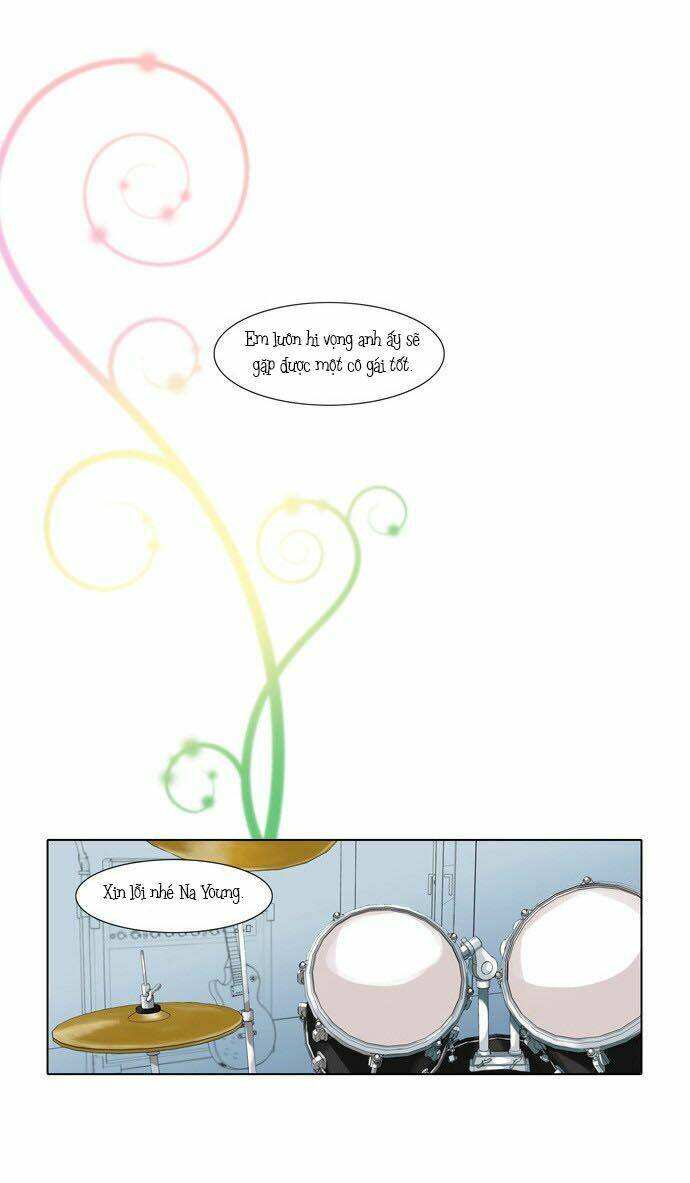 Em luôn hi vọng anh ấy sẽ
gặp được một cô gái tốt.
Xin lỗi nhé Na Young.